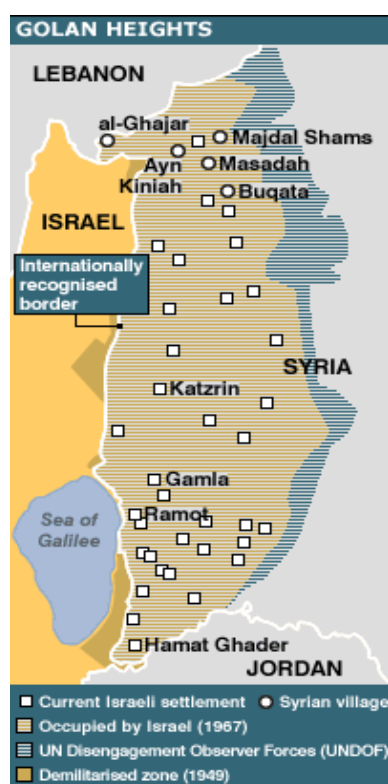 GOLAN HEIGHTS
LEBANON
al-Ghajar
Majdal Shams
Ayn
Kiniah
Masadah
Buqata
ISRAEL
Internationally
recognised
border
SYRIA
Katzrin
Gamla
Ramot
Sea of
Galilee
Hamat Ghader
JORDAN
Current Israeli settlement
Syrian village
Occupied by Israel (1967)
UN Disengagement Observer Forces (UNDOF)
Demilitarised zone (1949)